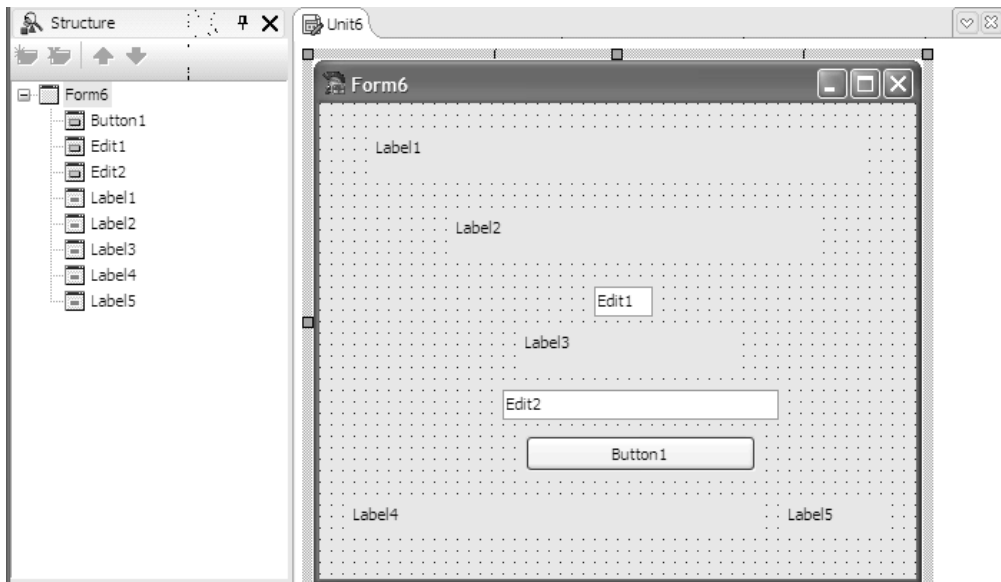 Structure
Form6
Button1
Edit1
Edit2
Label1
Label2
Label3
Label4
Label5
Unit6
Form6
Label1
Label2
Edit1
Label3
Edit2
Button1
Label4
Label5